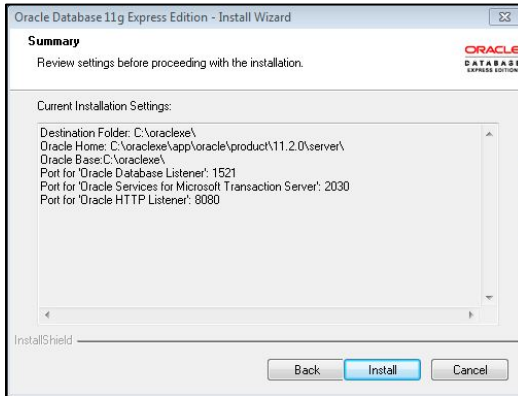 Oracle Database 11g Express Edition - Install Wizard
Summary
Review settings before proceeding with the installation.
ORACLE
DATABASE
EXPRESS EDITION
Current Installation Settings:
Destination Folder: C:\oraclexe\
Oracle Home: C:\oraclexe\app\oracle\product\11.2.0\server\
Oracle Base:C:\oraclexe\
Port for 'Oracle Database Listener': 1521
Port for 'Oracle Services for Microsoft Transaction Server': 2030
Port for 'Oracle HTTP Listener': 8080
InstallShield
Back Install Cancel